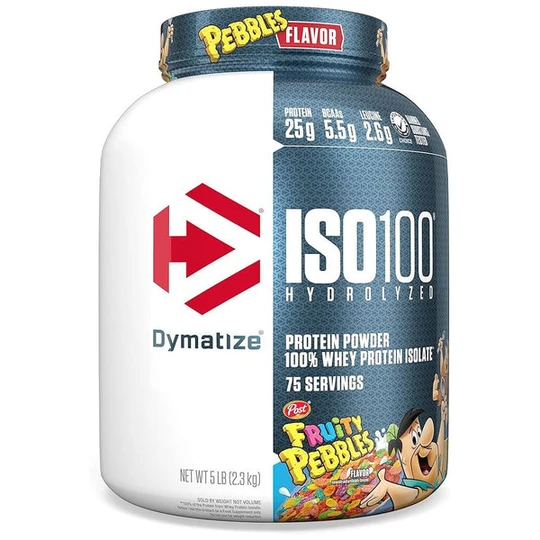 PEBBLES FLAVOR
PROTEIN BCAAs LEUCINE
25g 5.5g 2.6g
ISO100
HYDROLYZED
Dymatize®
PROTEIN POWDER
100% WHEY PROTEIN ISOLATE
75 SERVINGS
Post
FRUITY
PEBBLES
FLAVOR
NET WT 5 LB (2.3 kg)
SOLD BY WEIGHT NOT VOLUME